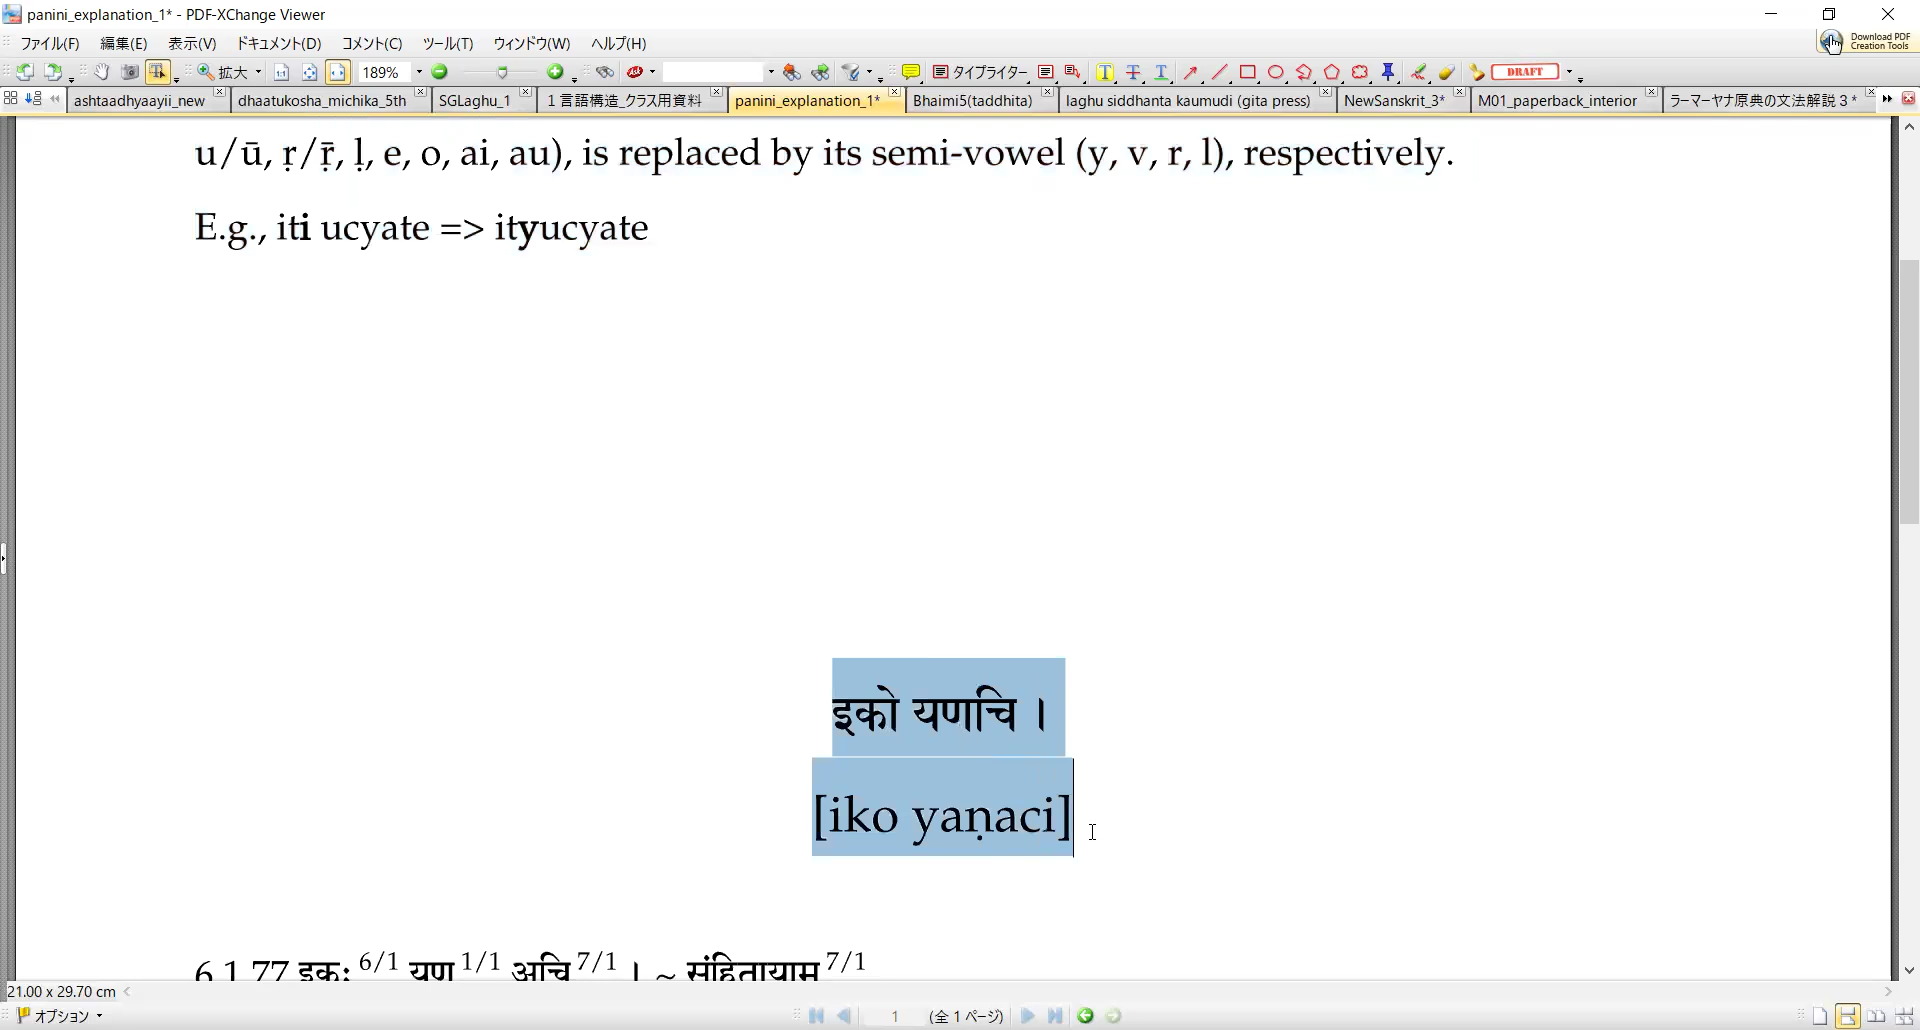 panini_explanation_1* - PDF-XChange Viewer
ファイル(F) 編集(E) 表示(V) ドキュメント(D) コメント(C) ツール(T) ウィンドウ(W) ヘルプ(H)
Download PDF
Creation Tools
拡大 189% タイプライター DRAFT
ashtaadhyaayii_new dhaatukosha_michika_5th SGLaghu_1 1 言語構造_クラス用資料 panini_explanation_1* Bhaimi5(taddhita) laghu siddhanta kaumudi (gita press) NewSanskrit_3* M01_paperback_interior ラーマーヤナ原典の文法解説３*
u/ū, ṛ/ṝ, ḷ, e, o, ai, au), is replaced by its semi-vowel (y, v, r, l), respectively.
E.g., iti ucyate => ityucyate
इको यणचि ।
[iko yaṇaci]
6.1.77 इकः 6/1 यण् 1/1 अचि 7/1 । ~ संहितायाम् 7/1
21.00 x 29.70 cm
オプション 1 (全 1 ページ)